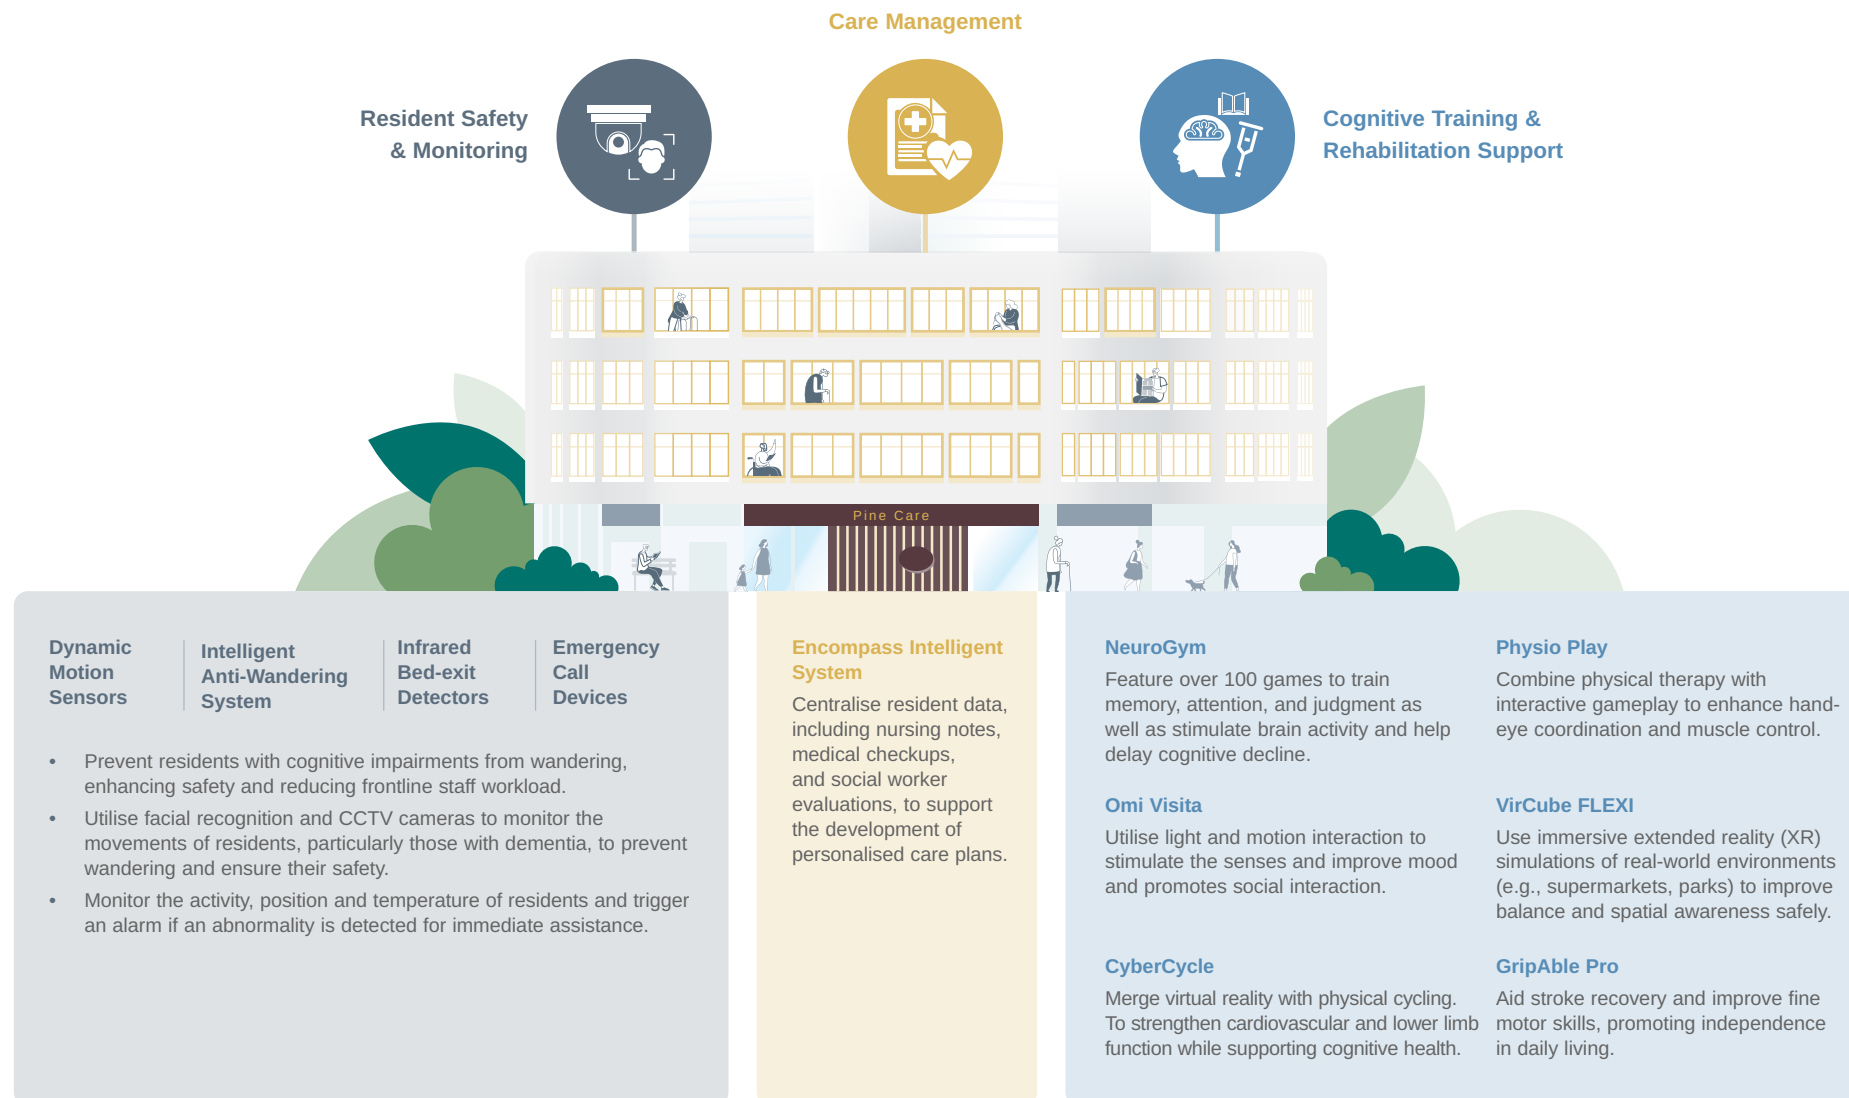 Care Management
Resident Safety
& Monitoring
Cognitive Training &
Rehabilitation Support
Pine Care
Dynamic
Motion
Sensors
Intelligent
Anti-Wandering
System
Infrared
Bed-exit
Detectors
Emergency
Call
Devices
• Prevent residents with cognitive impairments from wandering,
enhancing safety and reducing frontline staff workload.
• Utilise facial recognition and CCTV cameras to monitor the
movements of residents, particularly those with dementia, to prevent
wandering and ensure their safety.
• Monitor the activity, position and temperature of residents and trigger
an alarm if an abnormality is detected for immediate assistance.
Encompass Intelligent
System
Centralise resident data,
including nursing notes,
medical checkups,
and social worker
evaluations, to support
the development of
personalised care plans.
NeuroGym
Feature over 100 games to train
memory, attention, and judgment as
well as stimulate brain activity and help
delay cognitive decline.
Physio Play
Combine physical therapy with
interactive gameplay to enhance hand-
eye coordination and muscle control.
Omi Visita
Utilise light and motion interaction to
stimulate the senses and improve mood
and promotes social interaction.
VirCube FLEXI
Use immersive extended reality (XR)
simulations of real-world environments
(e.g., supermarkets, parks) to improve
balance and spatial awareness safely.
CyberCycle
Merge virtual reality with physical cycling.
To strengthen cardiovascular and lower limb
function while supporting cognitive health.
GripAble Pro
Aid stroke recovery and improve fine
motor skills, promoting independence
in daily living.